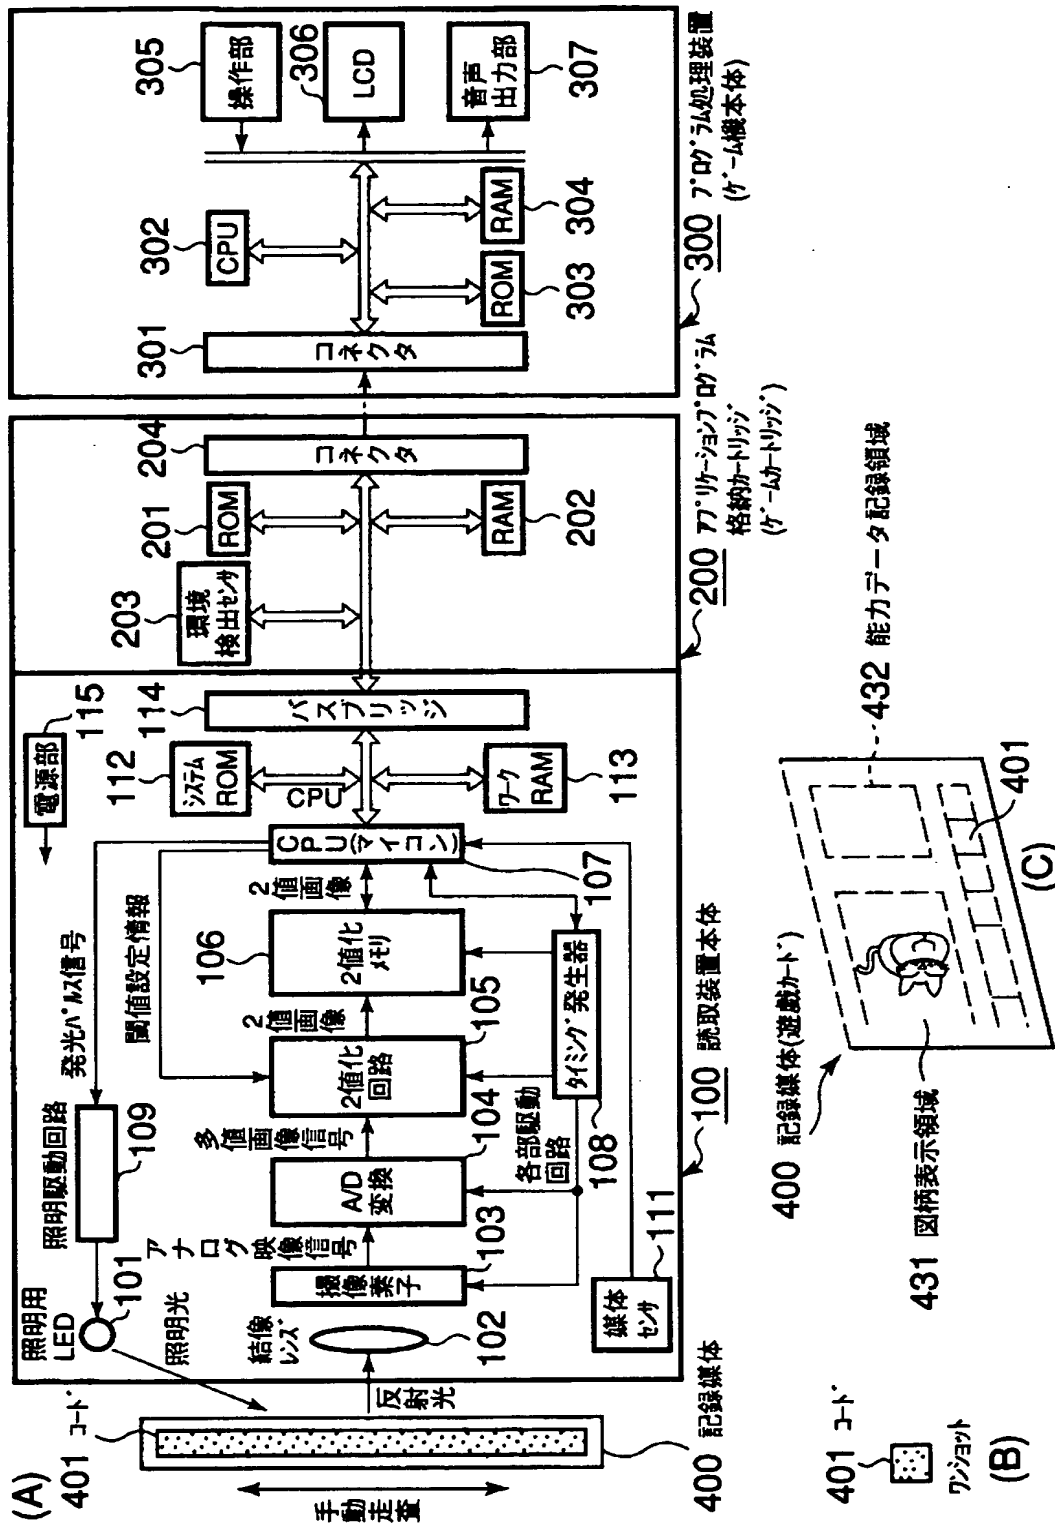 (A)
401 コード
手動走査
400 記録媒体
反射光
照明光
照明用
LED
101
照明駆動回路
109
発光パルス信号
閾値設定情報
結像
レンズ
102
撮像素子
103
アナログ映像信号
A/D
変換
104
多値画像信号
2値化
回路
105
2値画像
2値化
メモリ
106
2値画像
CPU(マイコン)
107
CPU
タイミング発生器
108
各部駆動
回路
媒体
センサ
111
システム
ROM
112
ワーク
RAM
113
バスブリッジ
114
電源部
115
100 読取装置本体
環境
検出センサ
203
ROM
201
RAM
202
コネクタ
204
200 アプリケーションプログラム
格納カートリッジ
(ゲームカートリッジ)
コネクタ
301
CPU
302
ROM
303
RAM
304
操作部
305
LCD
306
音声
出力部
307
300 プログラム処理装置
(ゲーム機本体)
401 コード
ワンショット
(B)
400 記録媒体(遊戯カード)
431 図柄表示領域
432 能力データ記録領域
401
(C)